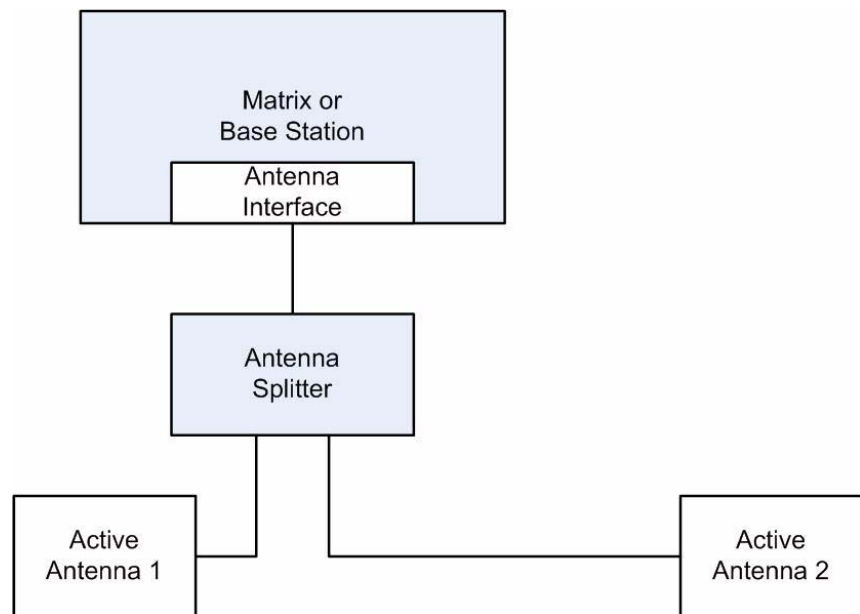 Matrix or
Base Station
Antenna
Interface
Antenna
Splitter
Active
Antenna 1
Active
Antenna 2